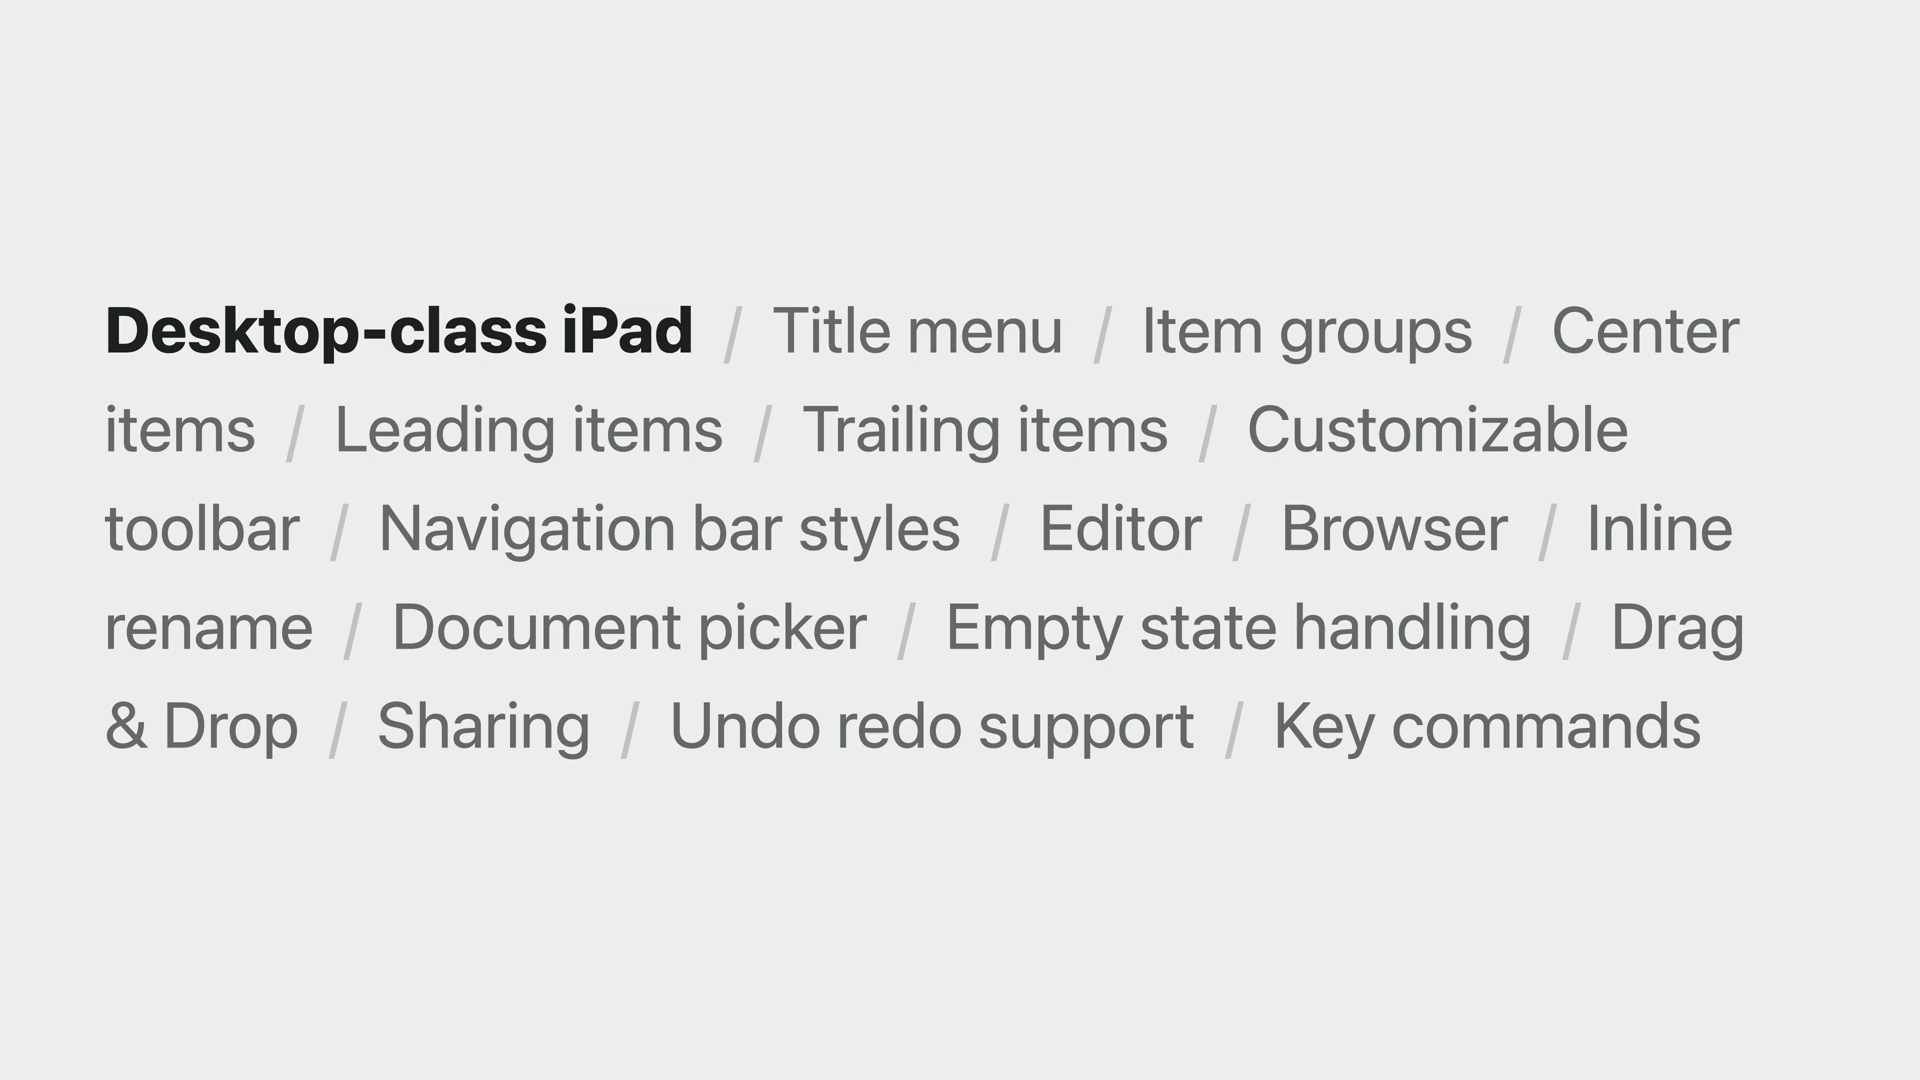 Desktop-class iPad / Title menu / Item groups / Center
items / Leading items / Trailing items / Customizable
toolbar / Navigation bar styles / Editor / Browser / Inline
rename / Document picker / Empty state handling / Drag
& Drop / Sharing / Undo redo support / Key commands